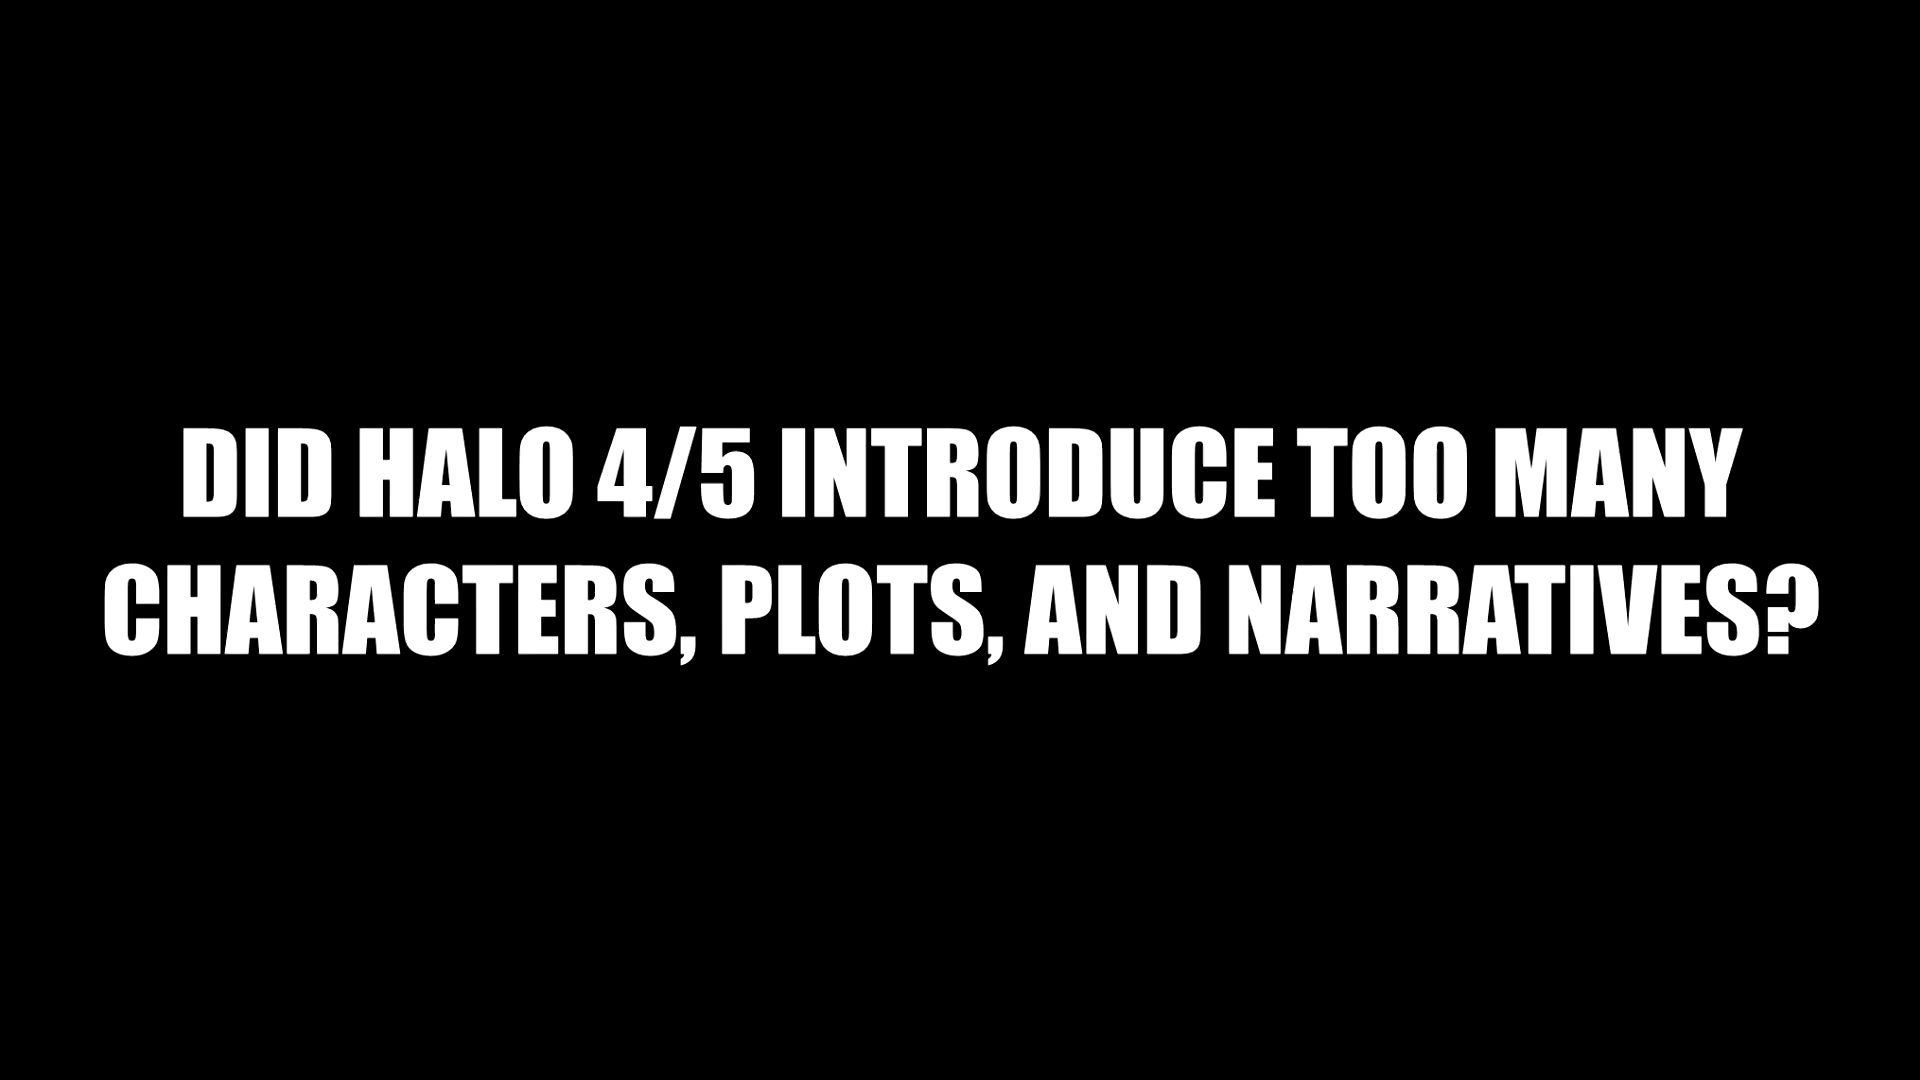 DID HALO 4/5 INTRODUCE TOO MANY
CHARACTERS, PLOTS, AND NARRATIVES?